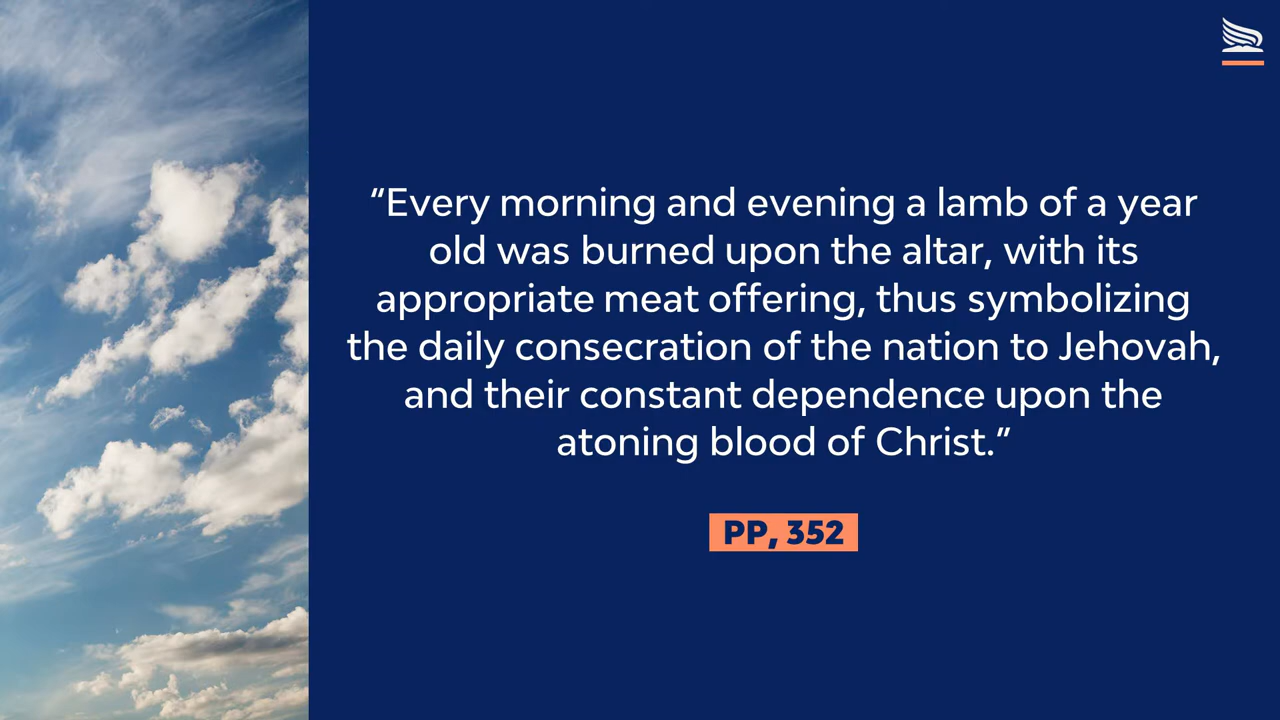 “Every morning and evening a lamb of a year
old was burned upon the altar, with its
appropriate meat offering, thus symbolizing
the daily consecration of the nation to Jehovah,
and their constant dependence upon the
atoning blood of Christ.”
PP, 352